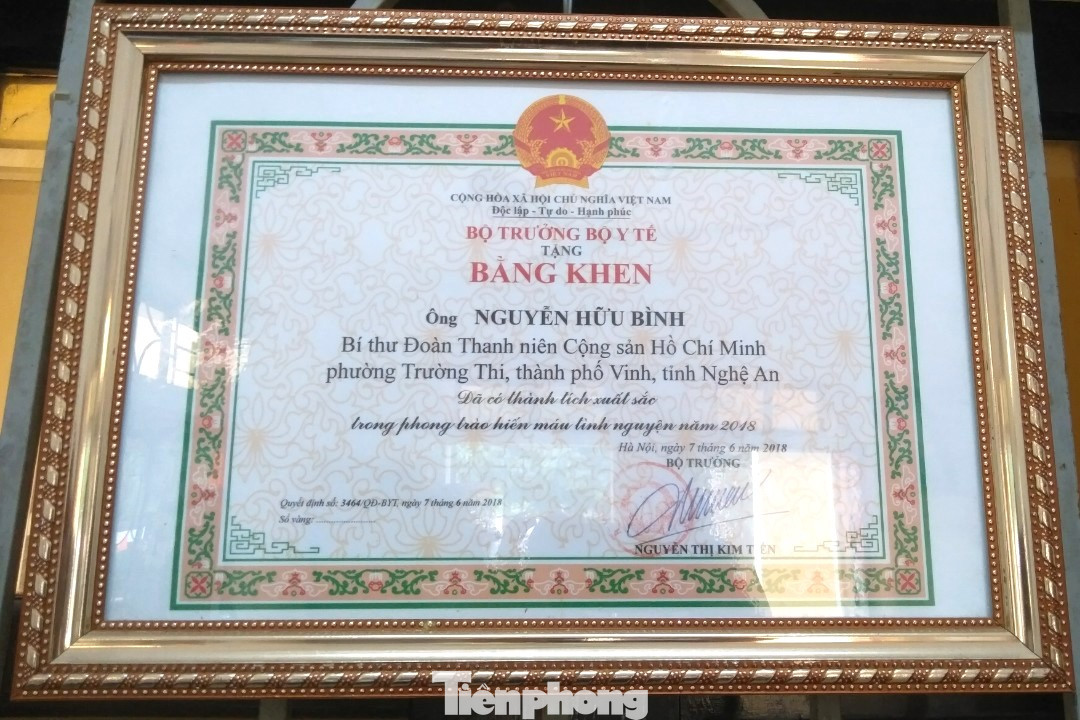 VIỆT NAM
CỘNG HÒA XÃ HỘI CHỦ NGHĨA VIỆT NAM
Độc lập - Tự do - Hạnh phúc
BỘ TRƯỞNG BỘ Y TẾ
TẶNG
BẰNG KHEN
Ông NGUYỄN HỮU BÌNH
Bí thư Đoàn Thanh niên Cộng sản Hồ Chí Minh
phường Trường Thi, thành phố Vinh, tỉnh Nghệ An
Đã có thành tích xuất sắc
trong phong trào hiến máu tình nguyện năm 2018
Hà Nội, ngày 7 tháng 6 năm 2018
BỘ TRƯỞNG
Quyết định số: 3464/QĐ-BYT, ngày 7 tháng 6 năm 2018
Số vàng:
NGUYỄN THỊ KIM TIẾN
Tiênphong